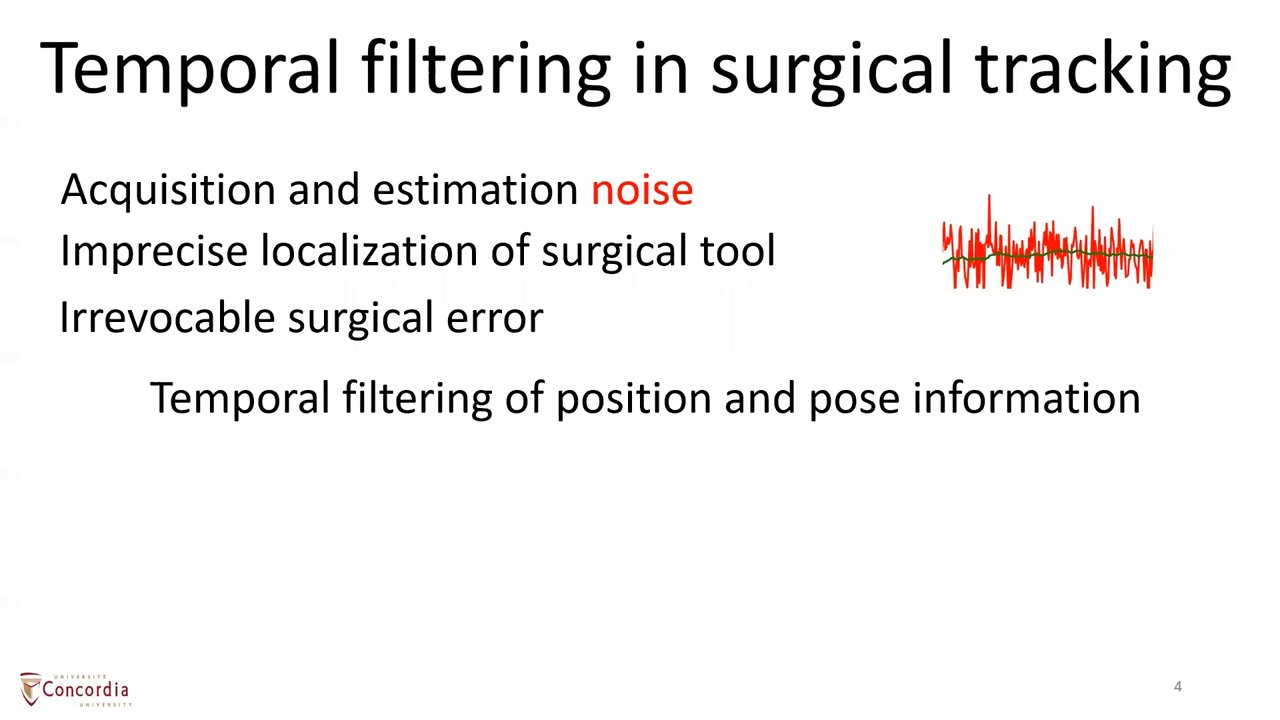 Temporal filtering in surgical tracking
Acquisition and estimation noise
Imprecise localization of surgical tool
Irrevocable surgical error
Temporal filtering of position and pose information
UNIVERSITÉ
Concordia
UNIVERSITY
4